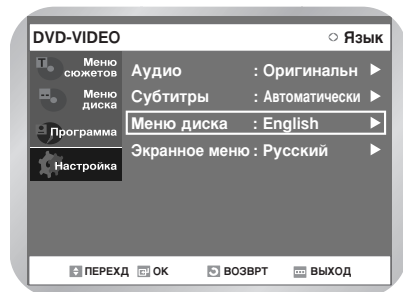 DVD-VIDEO Язык
Меню сюжетов
Меню диска
Программа
Настройка
Аудио : Оригинальн
Субтитры : Автоматически
Меню диска : English
Экранное меню : Русский
ПЕРЕХД ОК ВОЗВРТ ВЫХОД